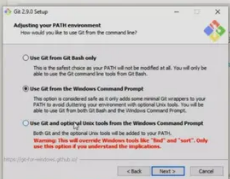 Git 2.9.0 Setup
Adjusting your PATH environment
How would you like to use Git from the command line?
Use Git from Git Bash only
This is the safest choice as your PATH will not be modified at all. You will only be
able to use the Git command line tools from Git Bash.
Use Git from the Windows Command Prompt
This option is considered safe as it only adds some minimal Git wrappers to your
PATH to avoid cluttering your environment with optional Unix tools. You will be
able to use Git from both Git Bash and the Windows Command Prompt.
Use Git and optional Unix tools from the Windows Command Prompt
Both Git and the optional Unix tools will be added to your PATH.
Warning: This will override Windows tools like "find" and "sort". Only
use this option if you understand the implications.
https://git-for-windows.github.io/
< Back
Next >
Cancel